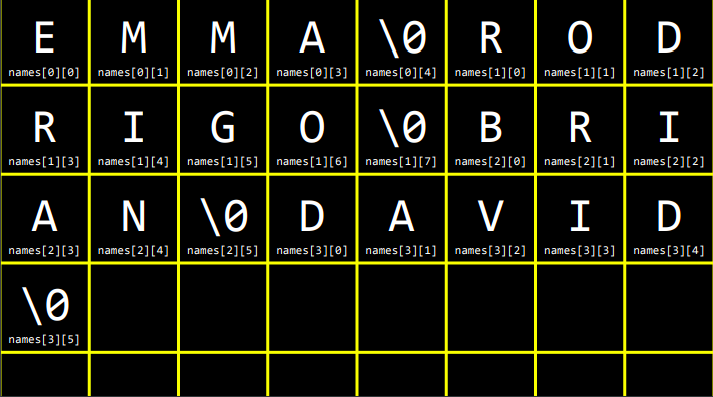 E M M A \0 R O D
names[0][0] names[0][1] names[0][2] names[0][3] names[0][4] names[1][0] names[1][1] names[1][2]
R I G O \0 B R I
names[1][3] names[1][4] names[1][5] names[1][6] names[1][7] names[2][0] names[2][1] names[2][2]
A N \0 D A V I D
names[2][3] names[2][4] names[2][5] names[3][0] names[3][1] names[3][2] names[3][3] names[3][4]
\0
names[3][5]